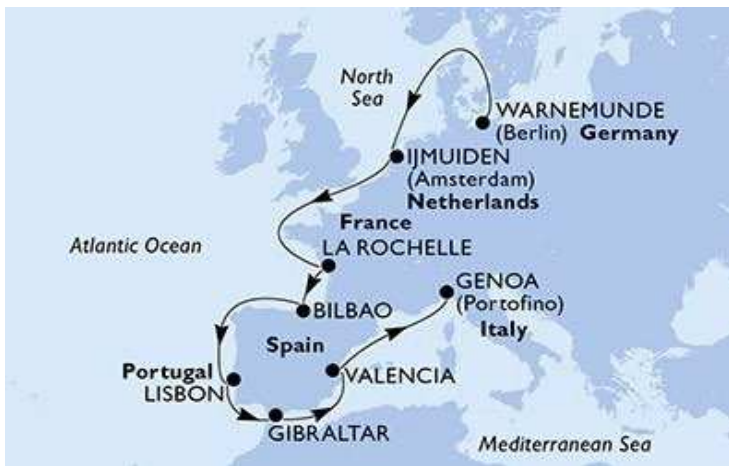 North
Sea
WARNEMUNDE
(Berlin) Germany
IJMUIDEN
(Amsterdam)
Netherlands
France
Atlantic Ocean
LA ROCHELLE
GENOA
(Portofino)
Italy
BILBAO
Spain
Portugal
LISBON
VALENCIA
GIBRALTAR
Mediterranean Sea